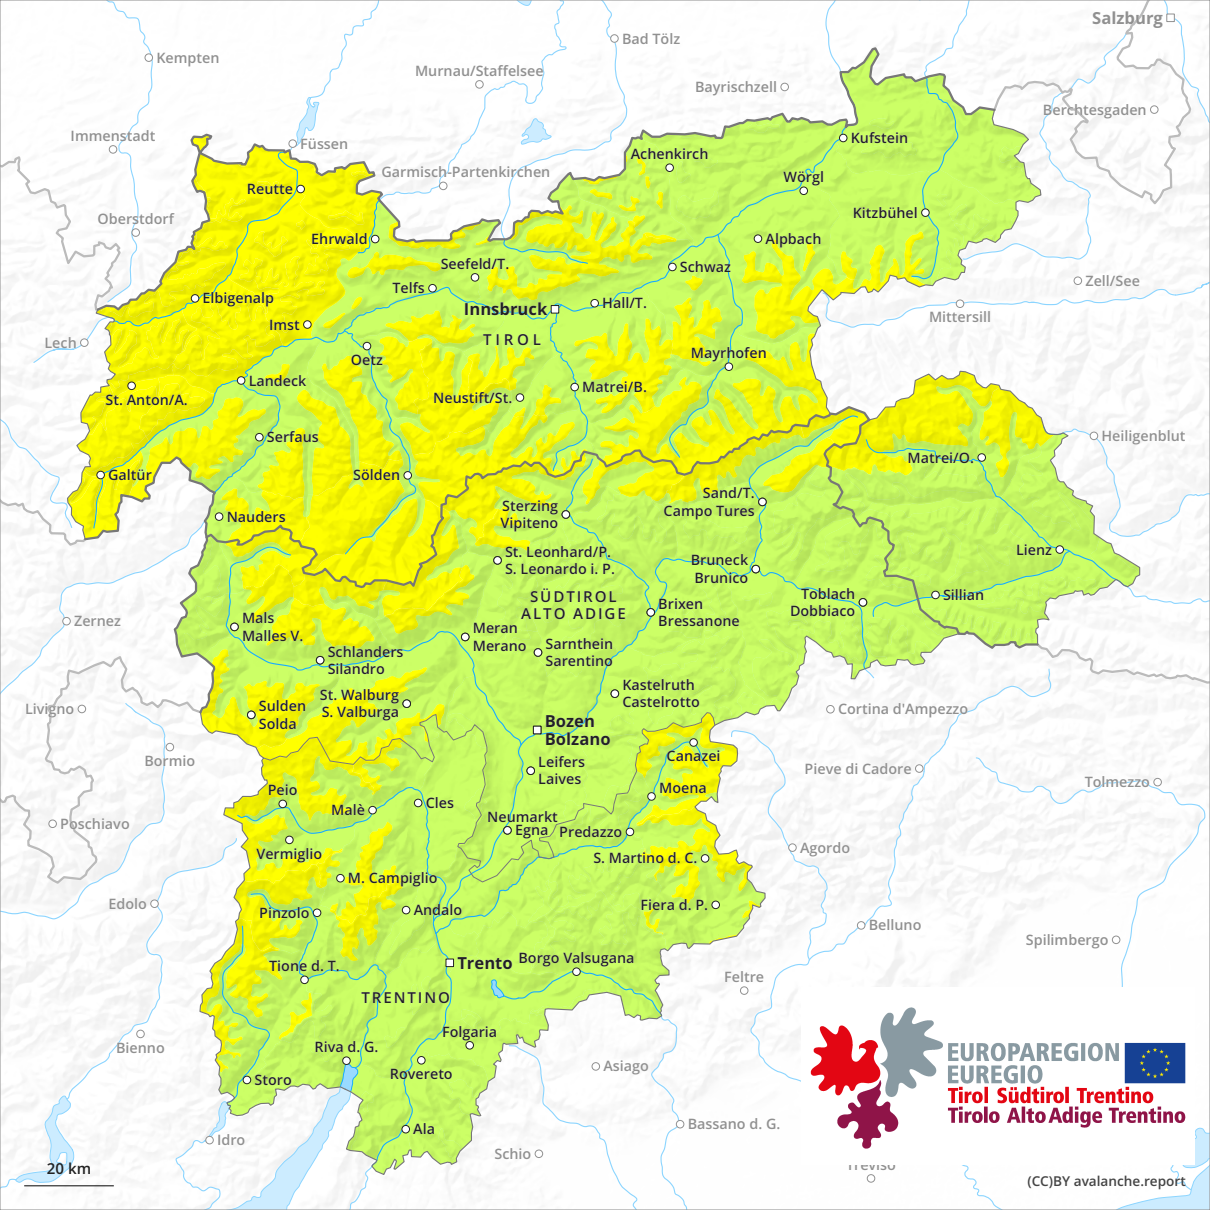 Salzburg
Bad Tölz
Kempten
Murnau/Staffelsee
Bayrischzell
Berchtesgaden
Immenstadt
Füssen
Kufstein
Achenkirch
Garmisch-Partenkirchen
Wörgl
Reutte
Oberstdorf
Kitzbühel
Ehrwald
Alpbach
Seefeld/T.
Schwaz
Zell/See
Telfs
Elbigenalp
Innsbruck
Hall/T.
Mittersill
Imst
TIROL
Lech
Oetz
Mayrhofen
Landeck
St. Anton/A.
Neustift/St.
Matrei/B.
Serfaus
Heiligenblut
Matrei/O.
Galtür
Sölden
Sand/T.
Campo Tures
Sterzing
Vipiteno
Nauders
St. Leonhard/P.
S. Leonardo i. P.
Lienz
Bruneck
Brunico
SÜDTIROL
ALTO ADIGE
Toblach
Dobbiaco
Sillian
Brixen
Bressanone
Zernez
Mals
Malles V.
Meran
Merano
Sarnthein
Sarentino
Schlanders
Silandro
Kastelruth
Castelrotto
St. Walburg
S. Valburga
Sulden
Solda
Livigno
Cortina d'Ampezzo
Bozen
Bolzano
Bormio
Canazei
Leifers
Laives
Pieve di Cadore
Tolmezzo
Peio
Moena
Malè
Cles
Neumarkt
Egna
Predazzo
Poschiavo
Vermiglio
S. Martino d. C.
Agordo
M. Campiglio
Edolo
Pinzolo
Andalo
Fiera d. P.
Belluno
Spilimbergo
Trento
Borgo Valsugana
Tione d. T.
Feltre
TRENTINO
Folgaria
Bienno
Riva d. G.
Rovereto
Asiago
Storo
EUROPAREGION
EUREGIO
Tirol Südtirol Trentino
Tirolo Alto Adige Trentino
Ala
Bassano d. G.
Idro
Schio
Treviso
20 km
(CC)BY avalanche.report